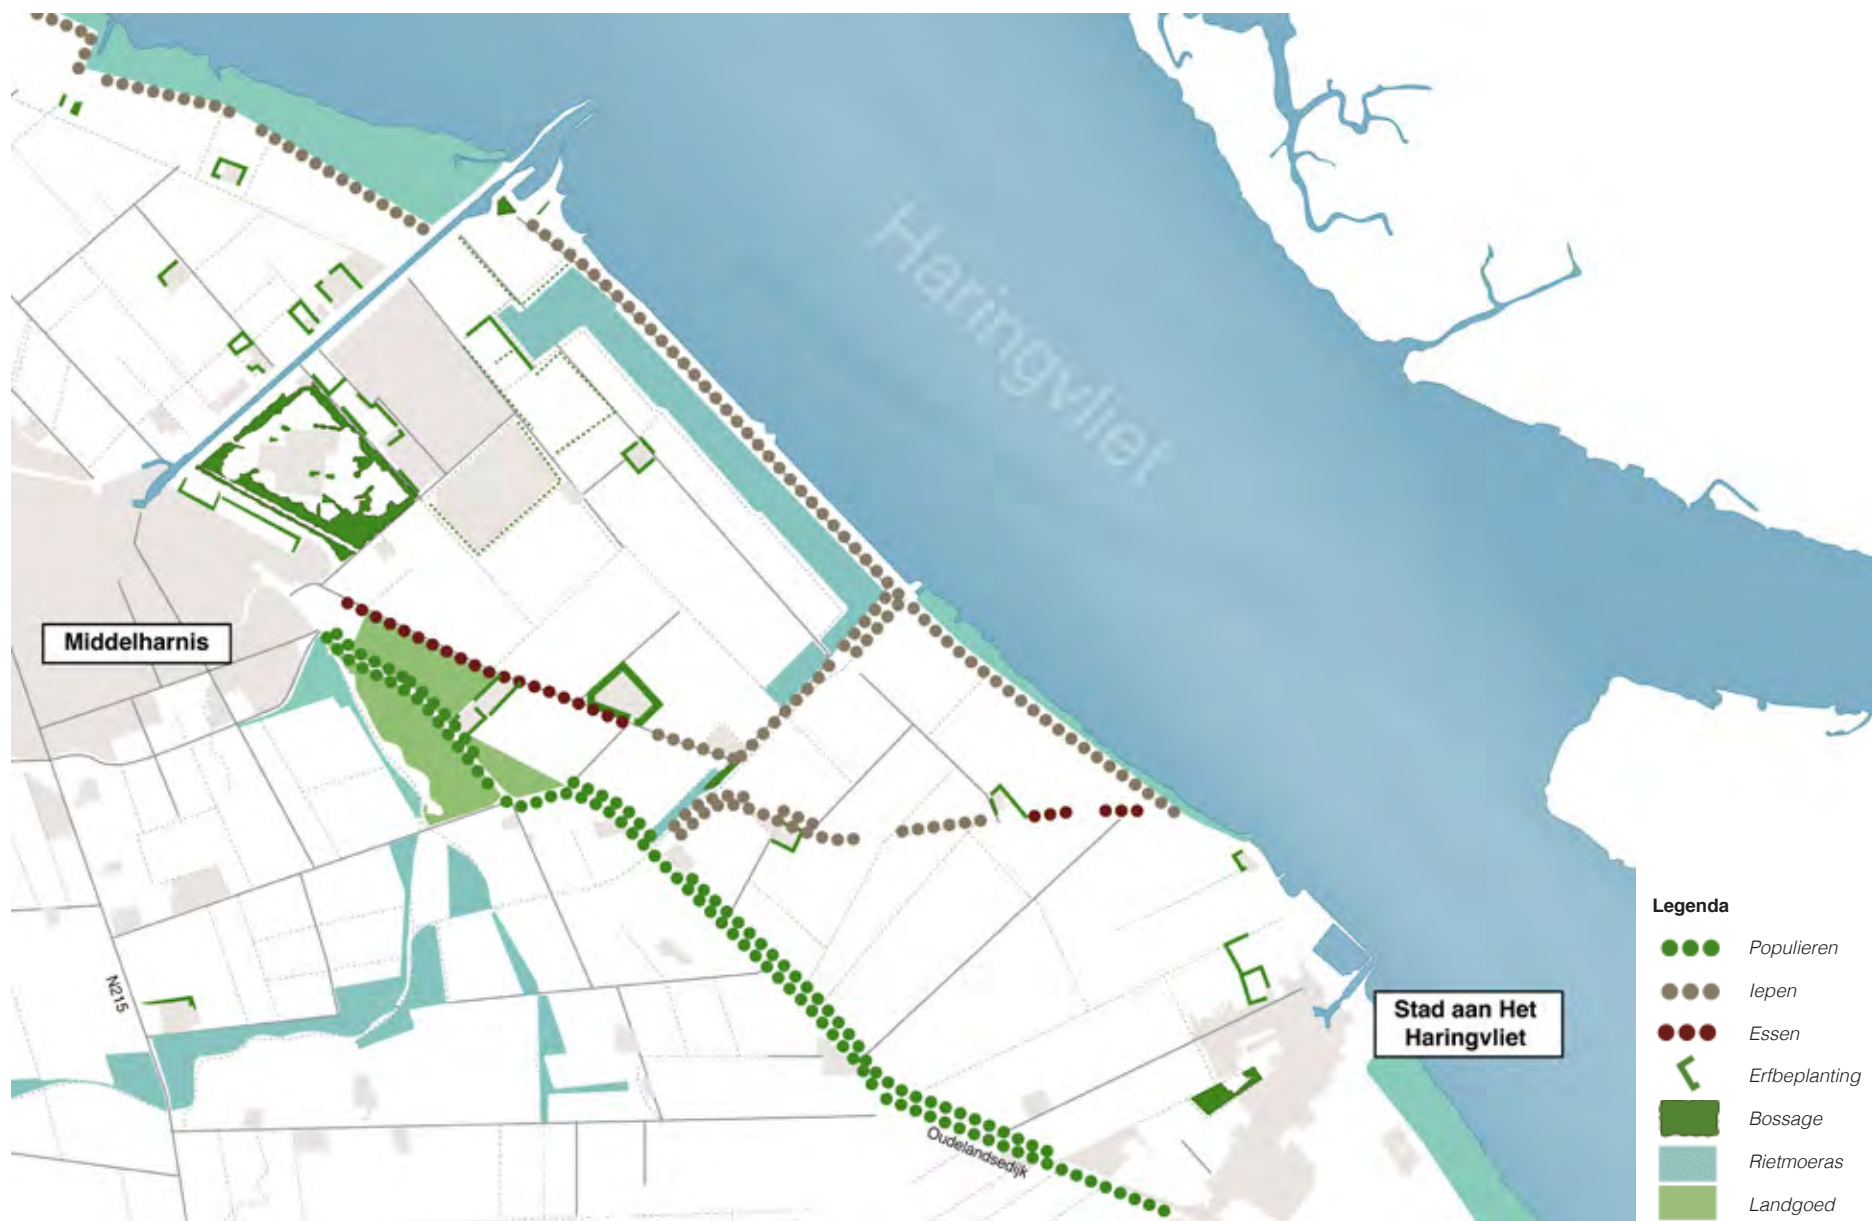 Haringvliet
Middelharnis
N215
Oudelandsedijk
Stad aan Het
Haringvliet
Legenda
Populieren
Iepen
Essen
Erfbeplanting
Bossage
Rietmoeras
Landgoed